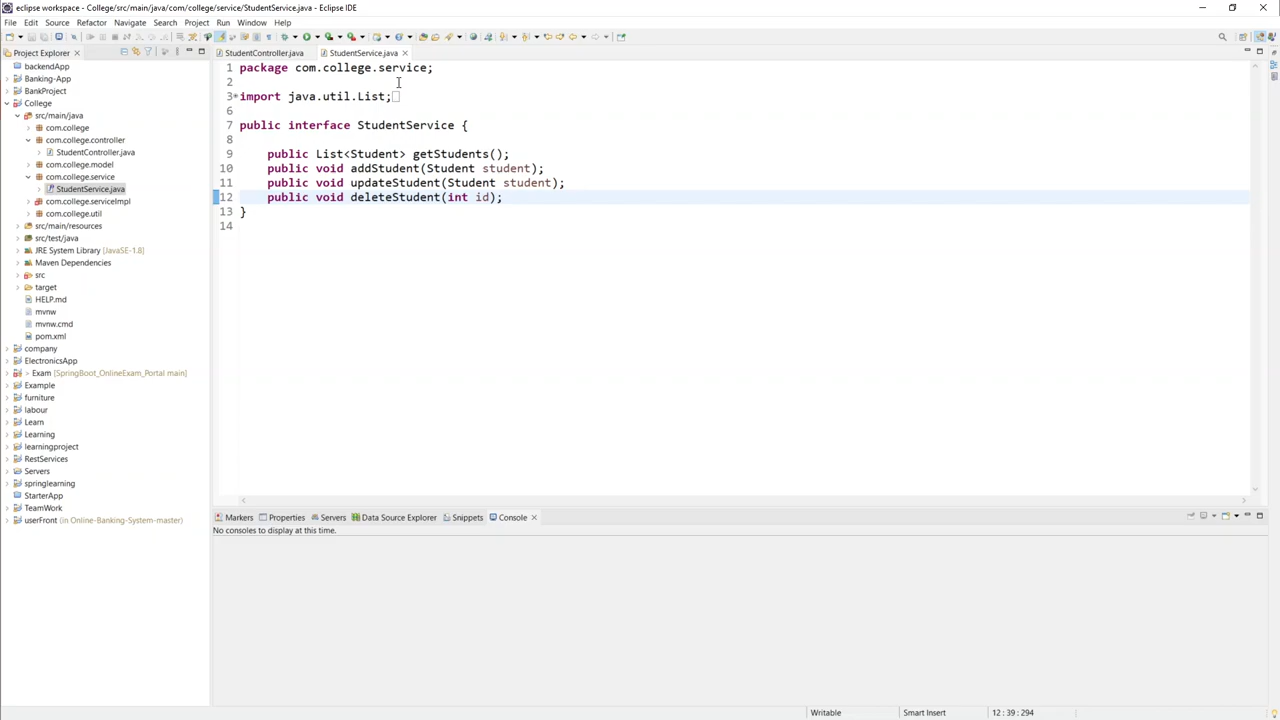 eclipse workspace - College/src/main/java/com/college/service/StudentService.java - Eclipse IDE
File Edit Source Refactor Navigate Search Project Run Window Help
Project Explorer
StudentController.java
StudentService.java
backendApp
Banking-App
BankProject
College
src/main/java
com.college
com.college.controller
StudentController.java
com.college.model
com.college.service
StudentService.java
com.college.serviceImpl
com.college.util
src/main/resources
src/test/java
JRE System Library [JavaSE-1.8]
Maven Dependencies
src
target
HELP.md
mvnw
mvnw.cmd
pom.xml
company
ElectronicsApp
> Exam [SpringBoot_OnlineExam_Portal main]
Example
furniture
labour
Learn
Learning
learningproject
RestServices
Servers
springlearning
StarterApp
TeamWork
userFront (in Online-Banking-System-master)
1 package com.college.service;
2
3 import java.util.List;
6
7 public interface StudentService {
8
9 public List<Student> getStudents();
10 public void addStudent(Student student);
11 public void updateStudent(Student student);
12 public void deleteStudent(int id);
13 }
14
Markers Properties Servers Data Source Explorer Snippets Console
No consoles to display at this time.
Writable Smart Insert 12 : 39 : 294